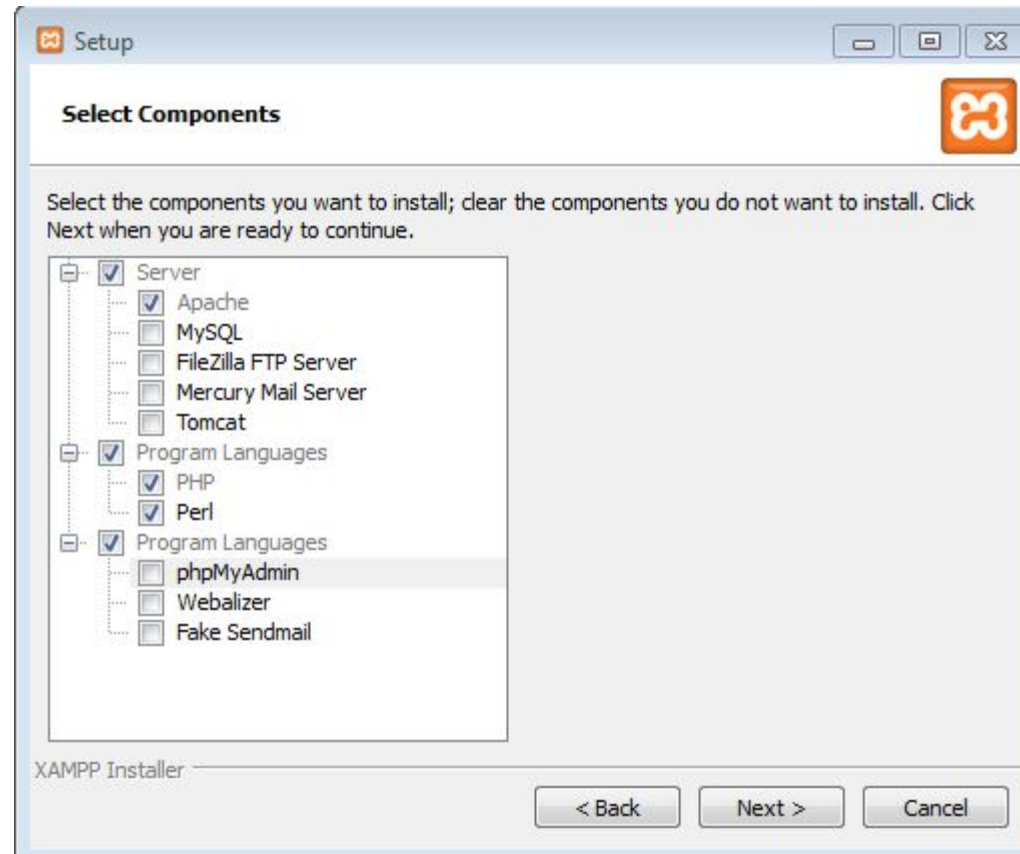 Setup
Select Components
Select the components you want to install; clear the components you do not want to install. Click
Next when you are ready to continue.
Server
Apache
MySQL
FileZilla FTP Server
Mercury Mail Server
Tomcat
Program Languages
PHP
Perl
Program Languages
phpMyAdmin
Webalizer
Fake Sendmail
XAMPP Installer
< Back Next > Cancel